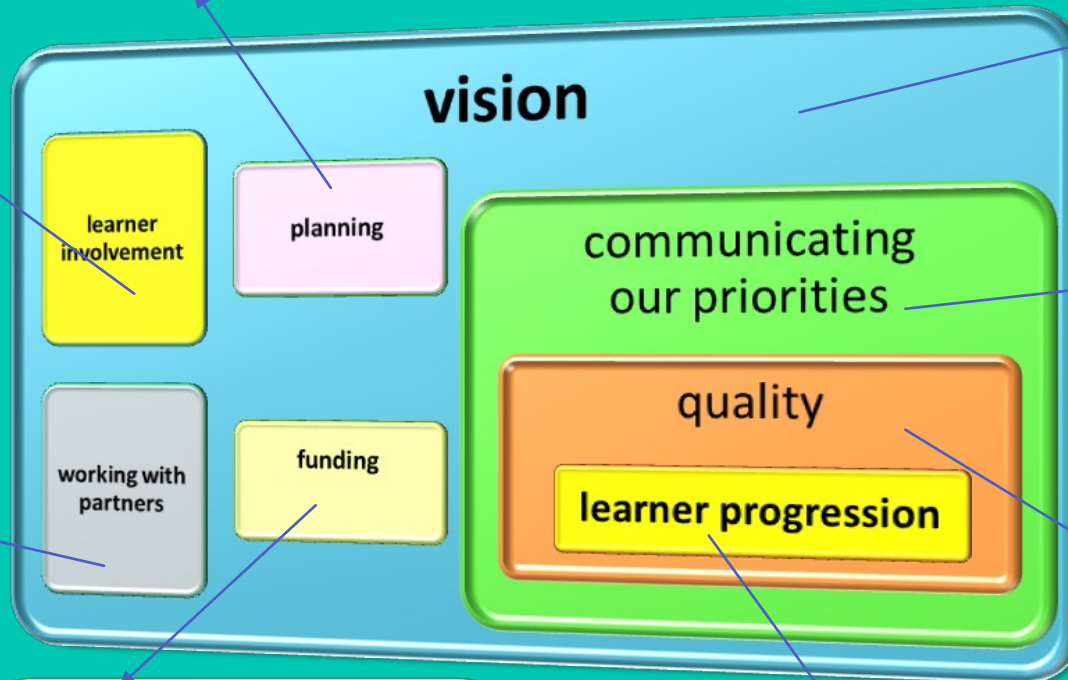 vision
learner
involvement
planning
communicating
our priorities
quality
working with
partners
funding
learner progression